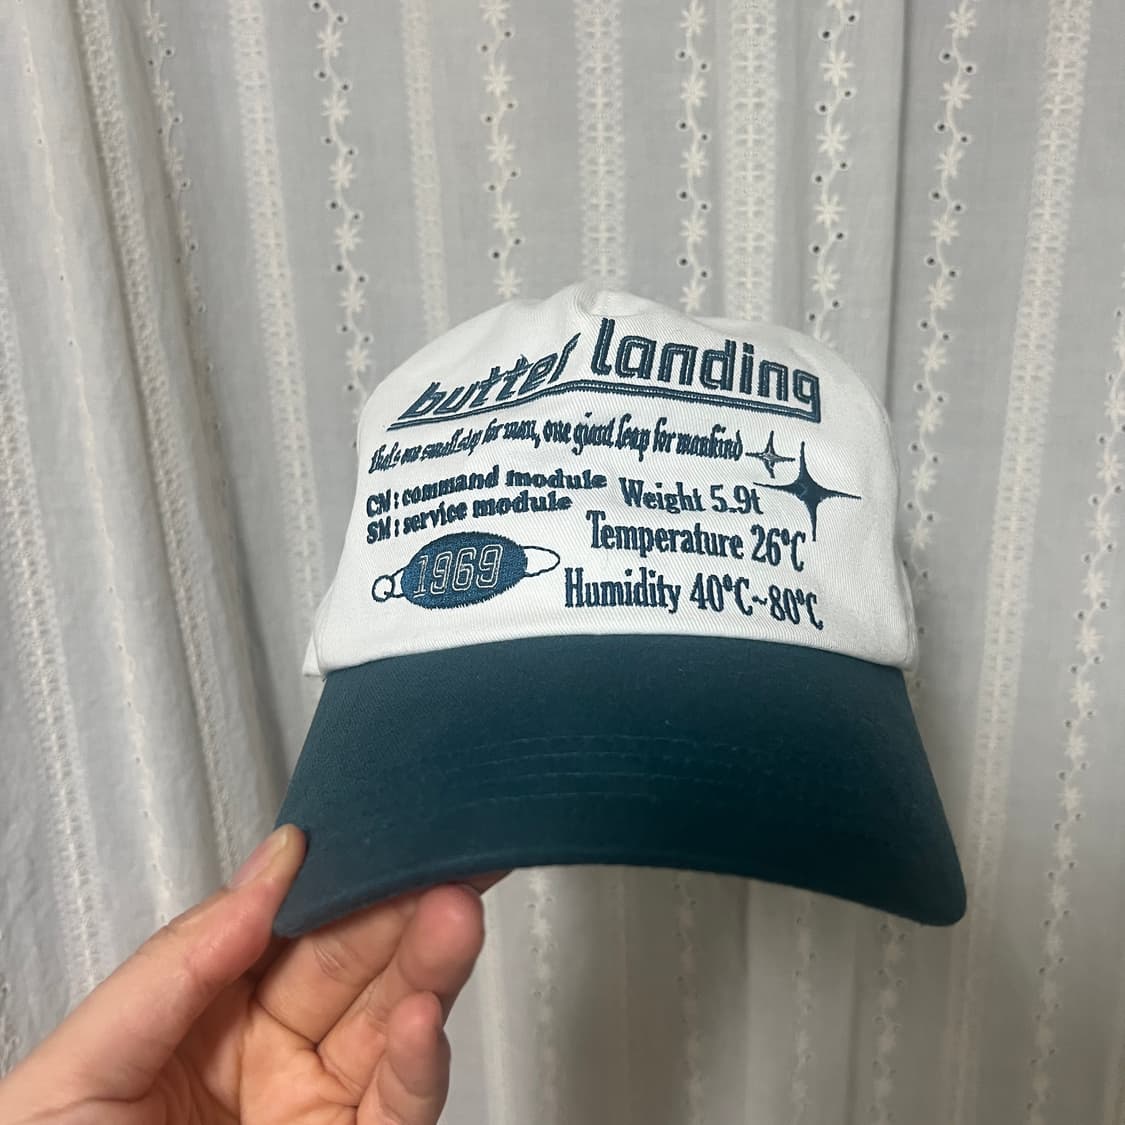 butter landing
that's one small step for man, one giant leap for mankind
CM : command module
SM : service module
1969
Weight 5.9t
Temperature 26°C
Humidity 40°C~80°C